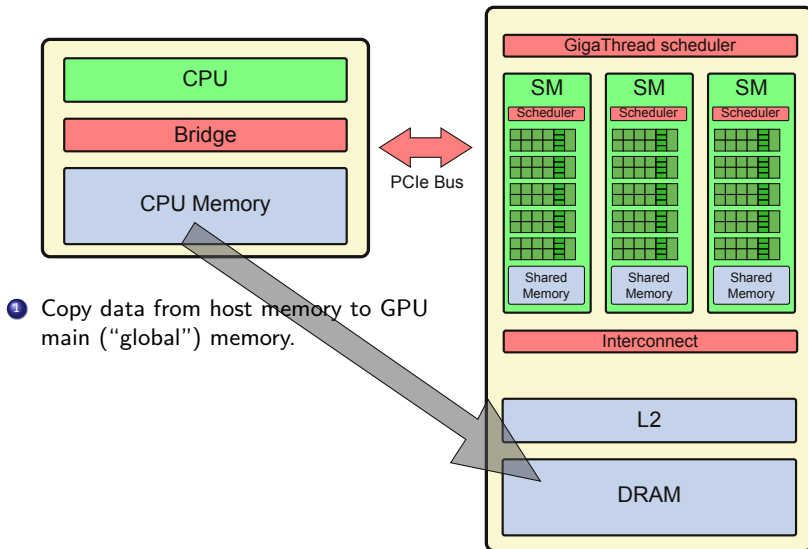 CPU
Bridge
CPU Memory
PCIe Bus
1 Copy data from host memory to GPU
main (“global”) memory.
GigaThread scheduler
SM SM SM
Scheduler Scheduler Scheduler
Shared Shared Shared
Memory Memory Memory
Interconnect
L2
DRAM